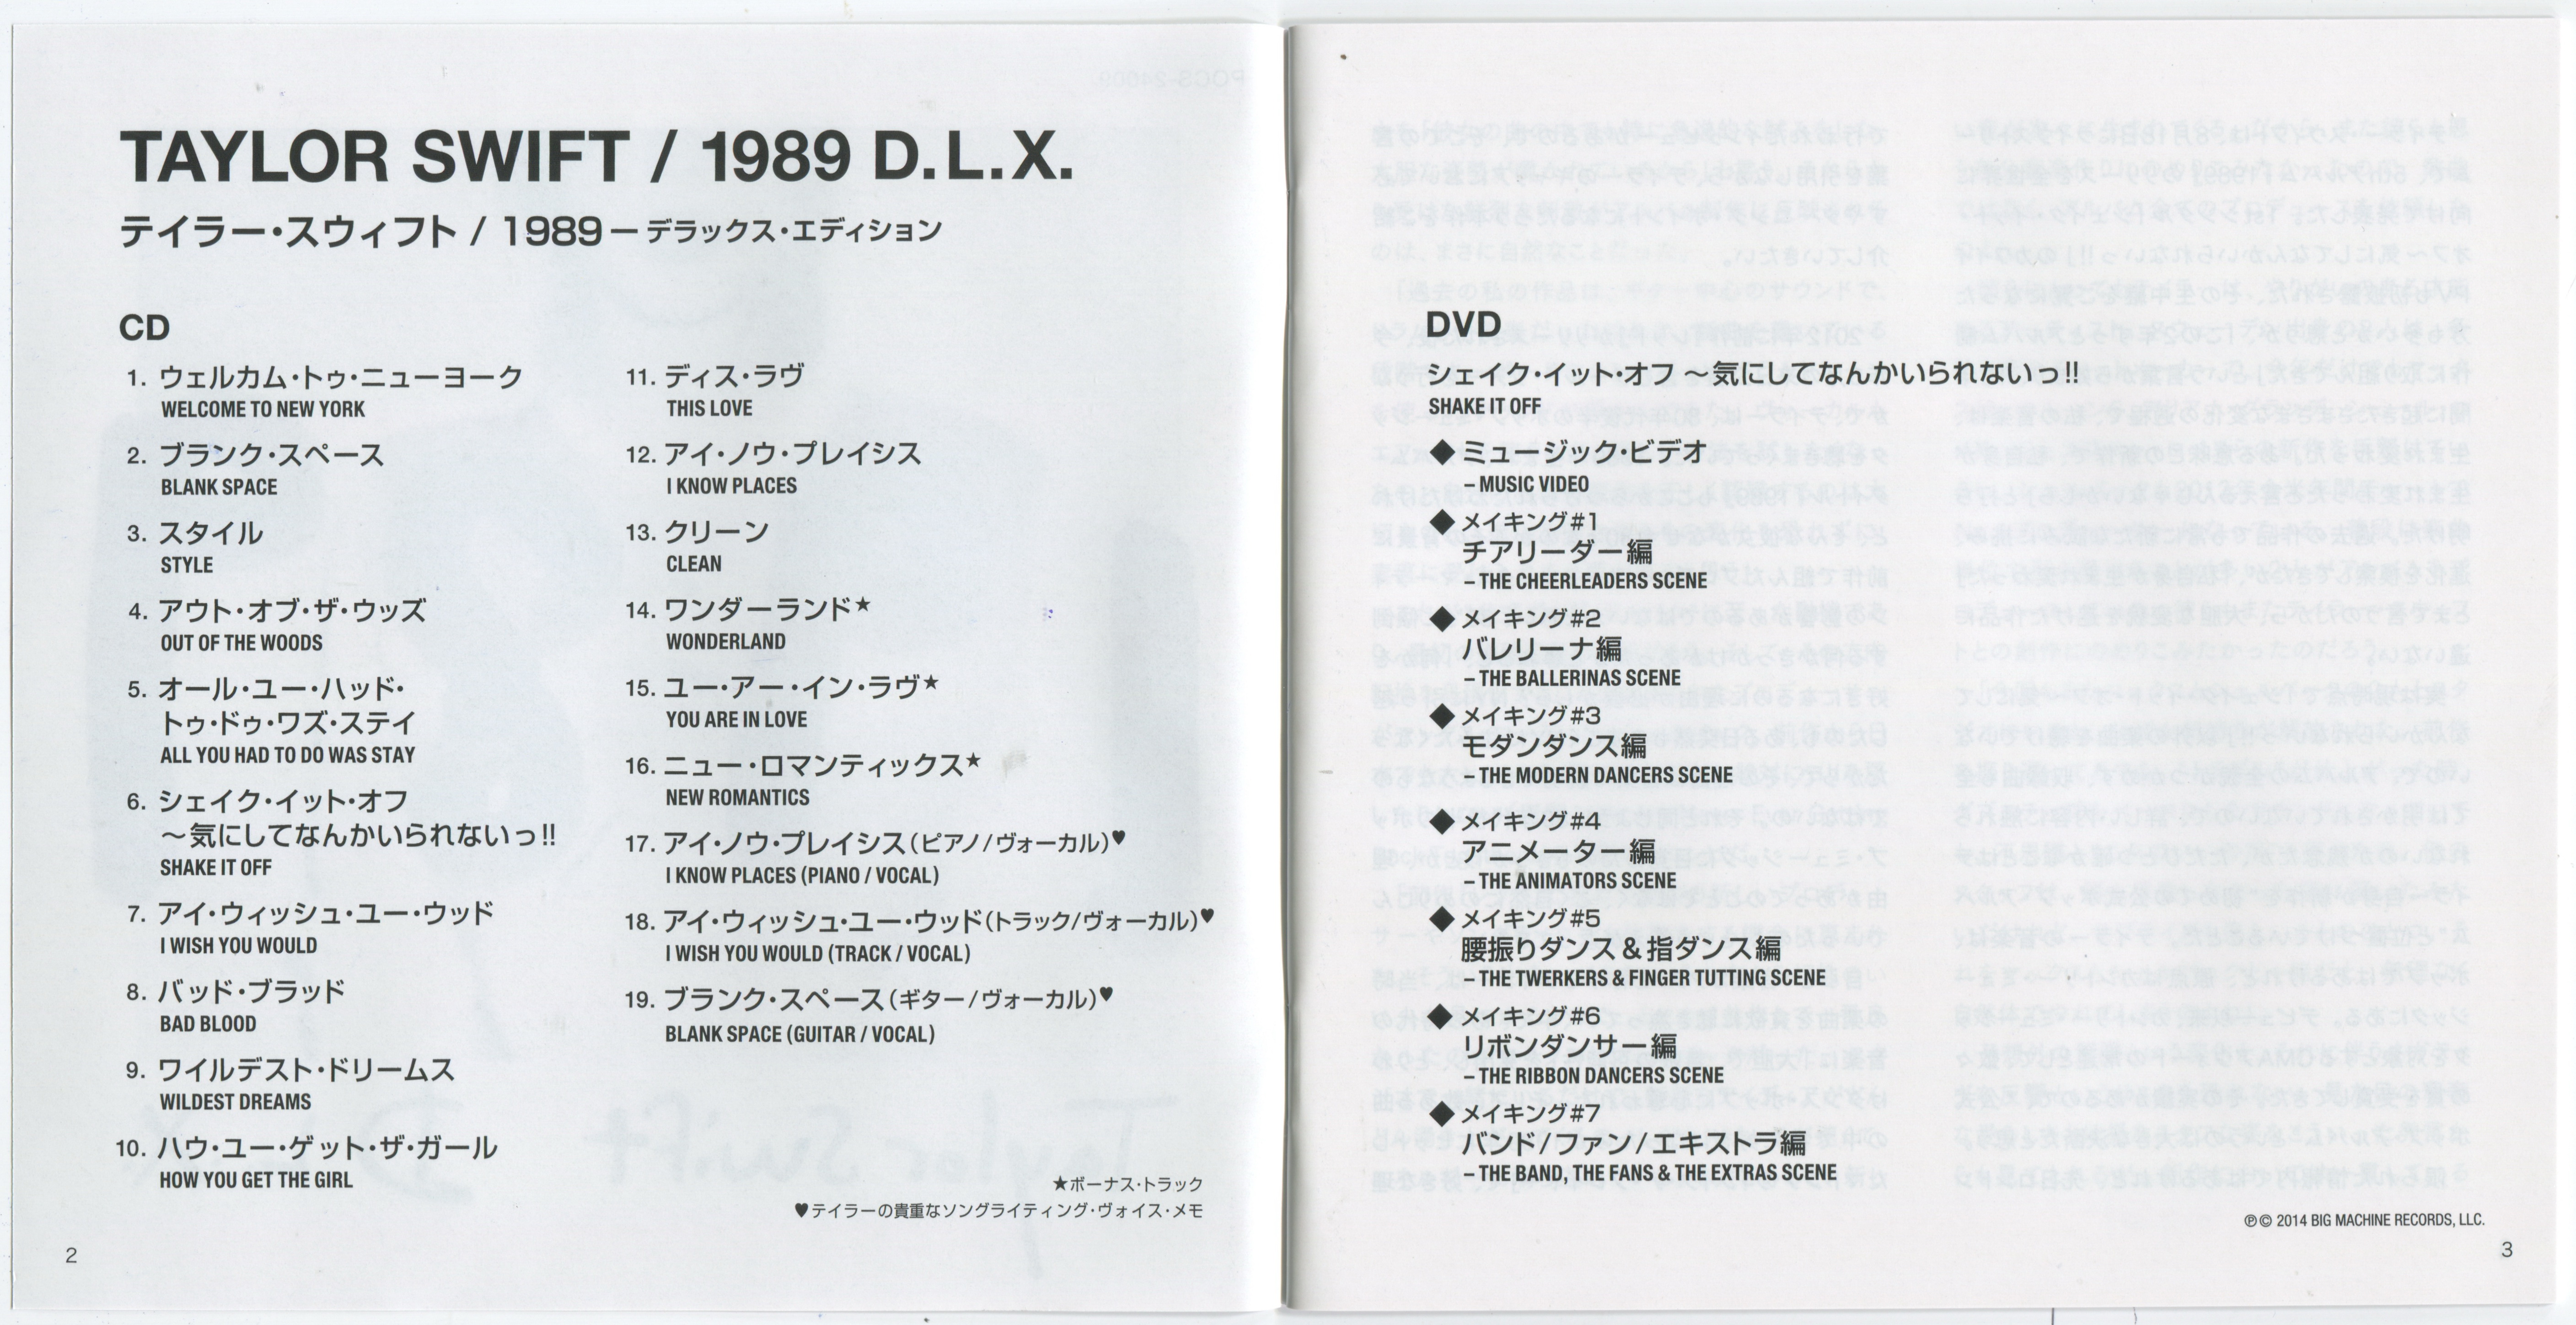 TAYLOR SWIFT / 1989 D.L.X.
テイラー・スウィフト / 1989 － デラックス・エディション
CD
1. ウェルカム・トゥ・ニューヨーク
WELCOME TO NEW YORK
2. ブランク・スペース
BLANK SPACE
3. スタイル
STYLE
4. アウト・オブ・ザ・ウッズ
OUT OF THE WOODS
5. オール・ユー・ハッド・
トゥ・ドゥ・ワズ・ステイ
ALL YOU HAD TO DO WAS STAY
6. シェイク・イット・オフ
～気にしてなんかいられないっ!!
SHAKE IT OFF
7. アイ・ウィッシュ・ユー・ウッド
I WISH YOU WOULD
8. バッド・ブラッド
BAD BLOOD
9. ワイルデスト・ドリームス
WILDEST DREAMS
10. ハウ・ユー・ゲット・ザ・ガール
HOW YOU GET THE GIRL
11. ディス・ラヴ
THIS LOVE
12. アイ・ノウ・プレイシス
I KNOW PLACES
13. クリーン
CLEAN
14. ワンダーランド★
WONDERLAND
15. ユー・アー・イン・ラヴ★
YOU ARE IN LOVE
16. ニュー・ロマンティックス★
NEW ROMANTICS
17. アイ・ノウ・プレイシス（ピアノ/ヴォーカル）♥
I KNOW PLACES (PIANO / VOCAL)
18. アイ・ウィッシュ・ユー・ウッド（トラック/ヴォーカル）♥
I WISH YOU WOULD (TRACK / VOCAL)
19. ブランク・スペース（ギター/ヴォーカル）♥
BLANK SPACE (GUITAR / VOCAL)
★ボーナス・トラック
♥テイラーの貴重なソングライティング・ヴォイス・メモ
2
DVD
シェイク・イット・オフ～気にしてなんかいられないっ!!
SHAKE IT OFF
◆ミュージック・ビデオ
– MUSIC VIDEO
◆メイキング#1
チアリーダー編
– THE CHEERLEADERS SCENE
◆メイキング#2
バレリーナ編
– THE BALLERINAS SCENE
◆メイキング#3
モダンダンス編
– THE MODERN DANCERS SCENE
◆メイキング#4
アニメーター編
– THE ANIMATORS SCENE
◆メイキング#5
腰振りダンス＆指ダンス編
– THE TWERKERS & FINGER TUTTING SCENE
◆メイキング#6
リボンダンサー編
– THE RIBBON DANCERS SCENE
◆メイキング#7
バンド/ファン/エキストラ編
– THE BAND, THE FANS & THE EXTRAS SCENE
℗© 2014 BIG MACHINE RECORDS, LLC.
3